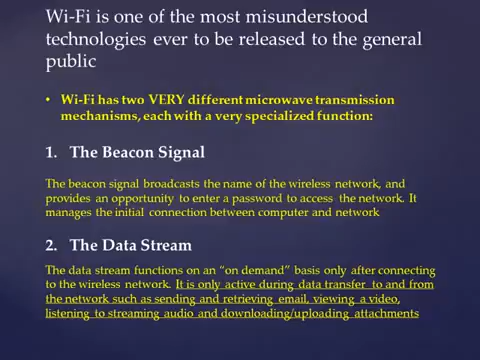 Wi-Fi is one of the most misunderstood
technologies ever to be released to the general
public
• Wi-Fi has two VERY different microwave transmission
mechanisms, each with a very specialized function:
1. The Beacon Signal
The beacon signal broadcasts the name of the wireless network, and
provides an opportunity to enter a password to access the network. It
manages the initial connection between computer and network
2. The Data Stream
The data stream functions on an “on demand” basis only after connecting
to the wireless network. It is only active during data transfer to and from
the network such as sending and retrieving email, viewing a video,
listening to streaming audio and downloading/uploading attachments